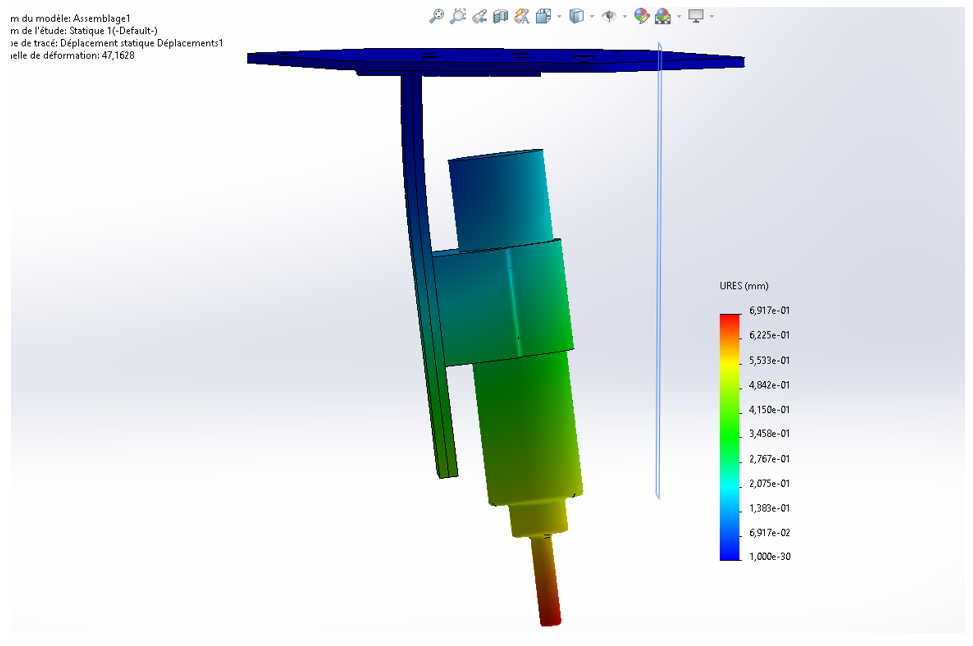 m du modèle: Assemblage1
m de l'étude: Statique 1(-Default-)
e de tracé: Déplacement statique Déplacements1
elle de déformation: 47,1628
URES (mm)
6,917e-01
6,225e-01
5,533e-01
4,842e-01
4,150e-01
3,458e-01
2,767e-01
2,075e-01
1,383e-01
6,917e-02
1,000e-30